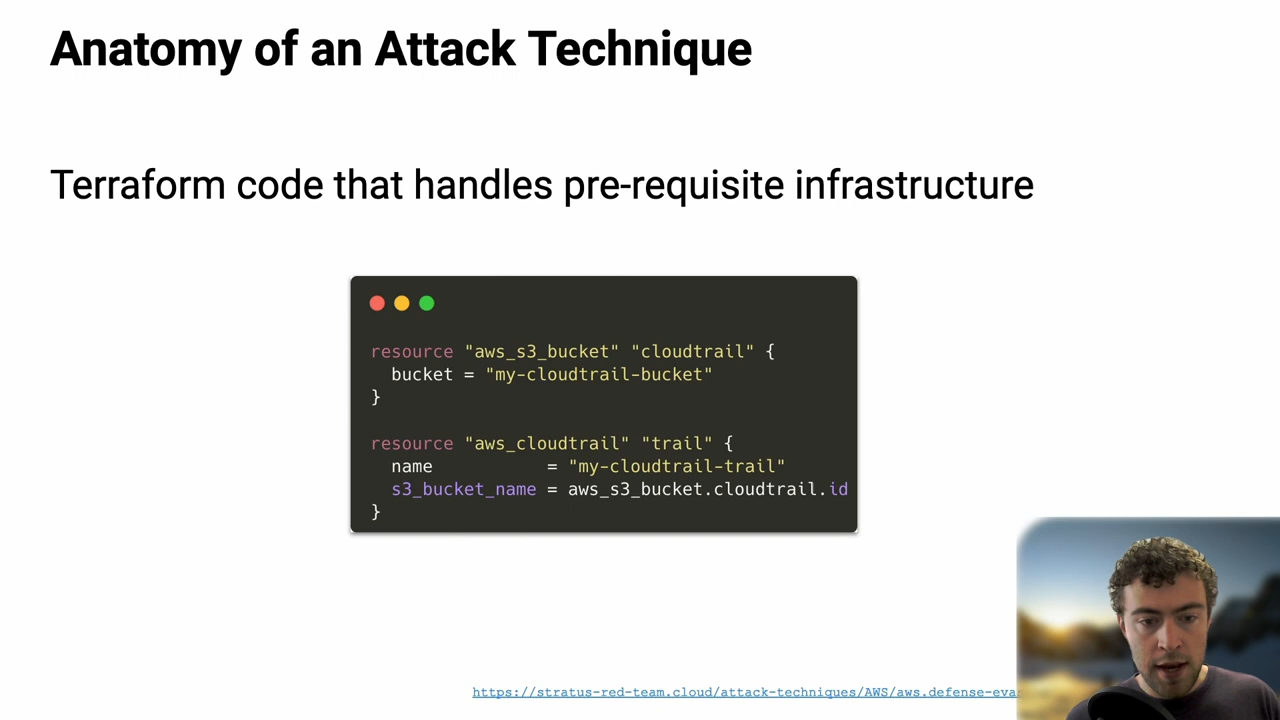 Anatomy of an Attack Technique
Terraform code that handles pre-requisite infrastructure
resource "aws_s3_bucket" "cloudtrail" {
  bucket = "my-cloudtrail-bucket"
}
resource "aws_cloudtrail" "trail" {
  name           = "my-cloudtrail-trail"
  s3_bucket_name = aws_s3_bucket.cloudtrail.id
}
https://stratus-red-team.cloud/attack-techniques/AWS/aws.defense-eva